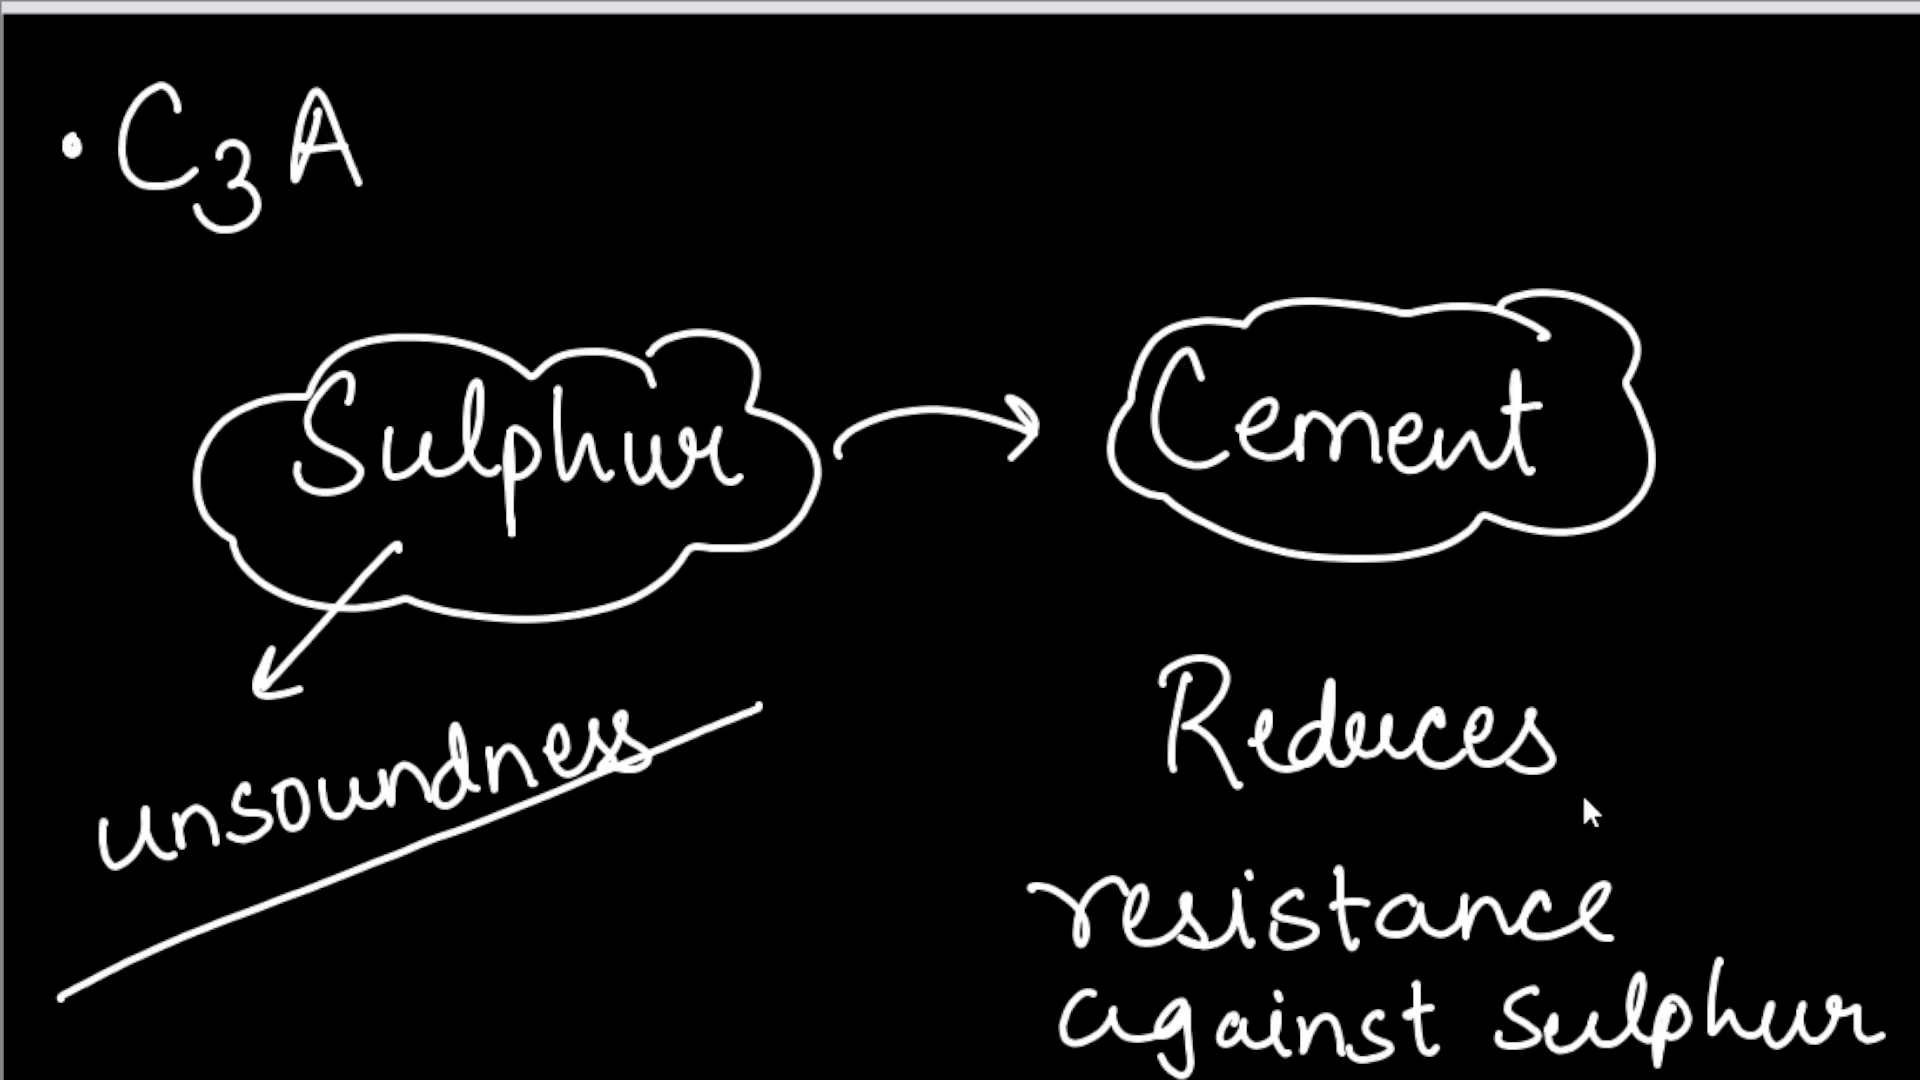 • C₃A
Sulphur
Cement
unsoundness
Reduces
resistance
against sulphur